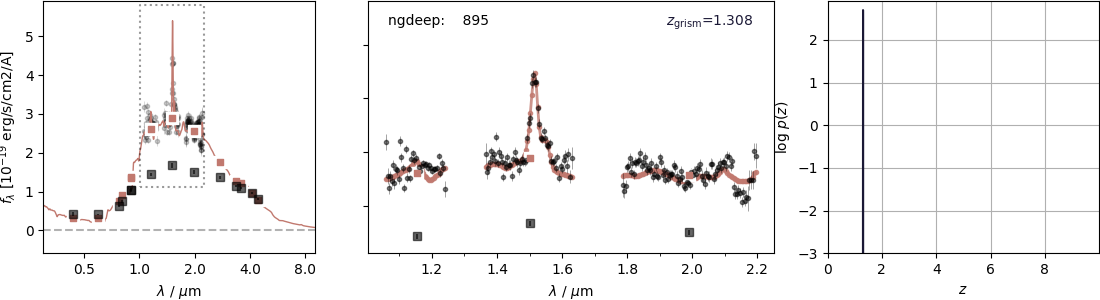 ngdeep: 895
z_grism=1.308
f_λ [10^−19 erg/s/cm2/A]
5
4
3
2
1
0
0.5 1.0 2.0 4.0 8.0
λ / μm
1.2 1.4 1.6 1.8 2.0 2.2
λ / μm
log p(z)
2
1
0
−1
−2
−3
0 2 4 6 8
z